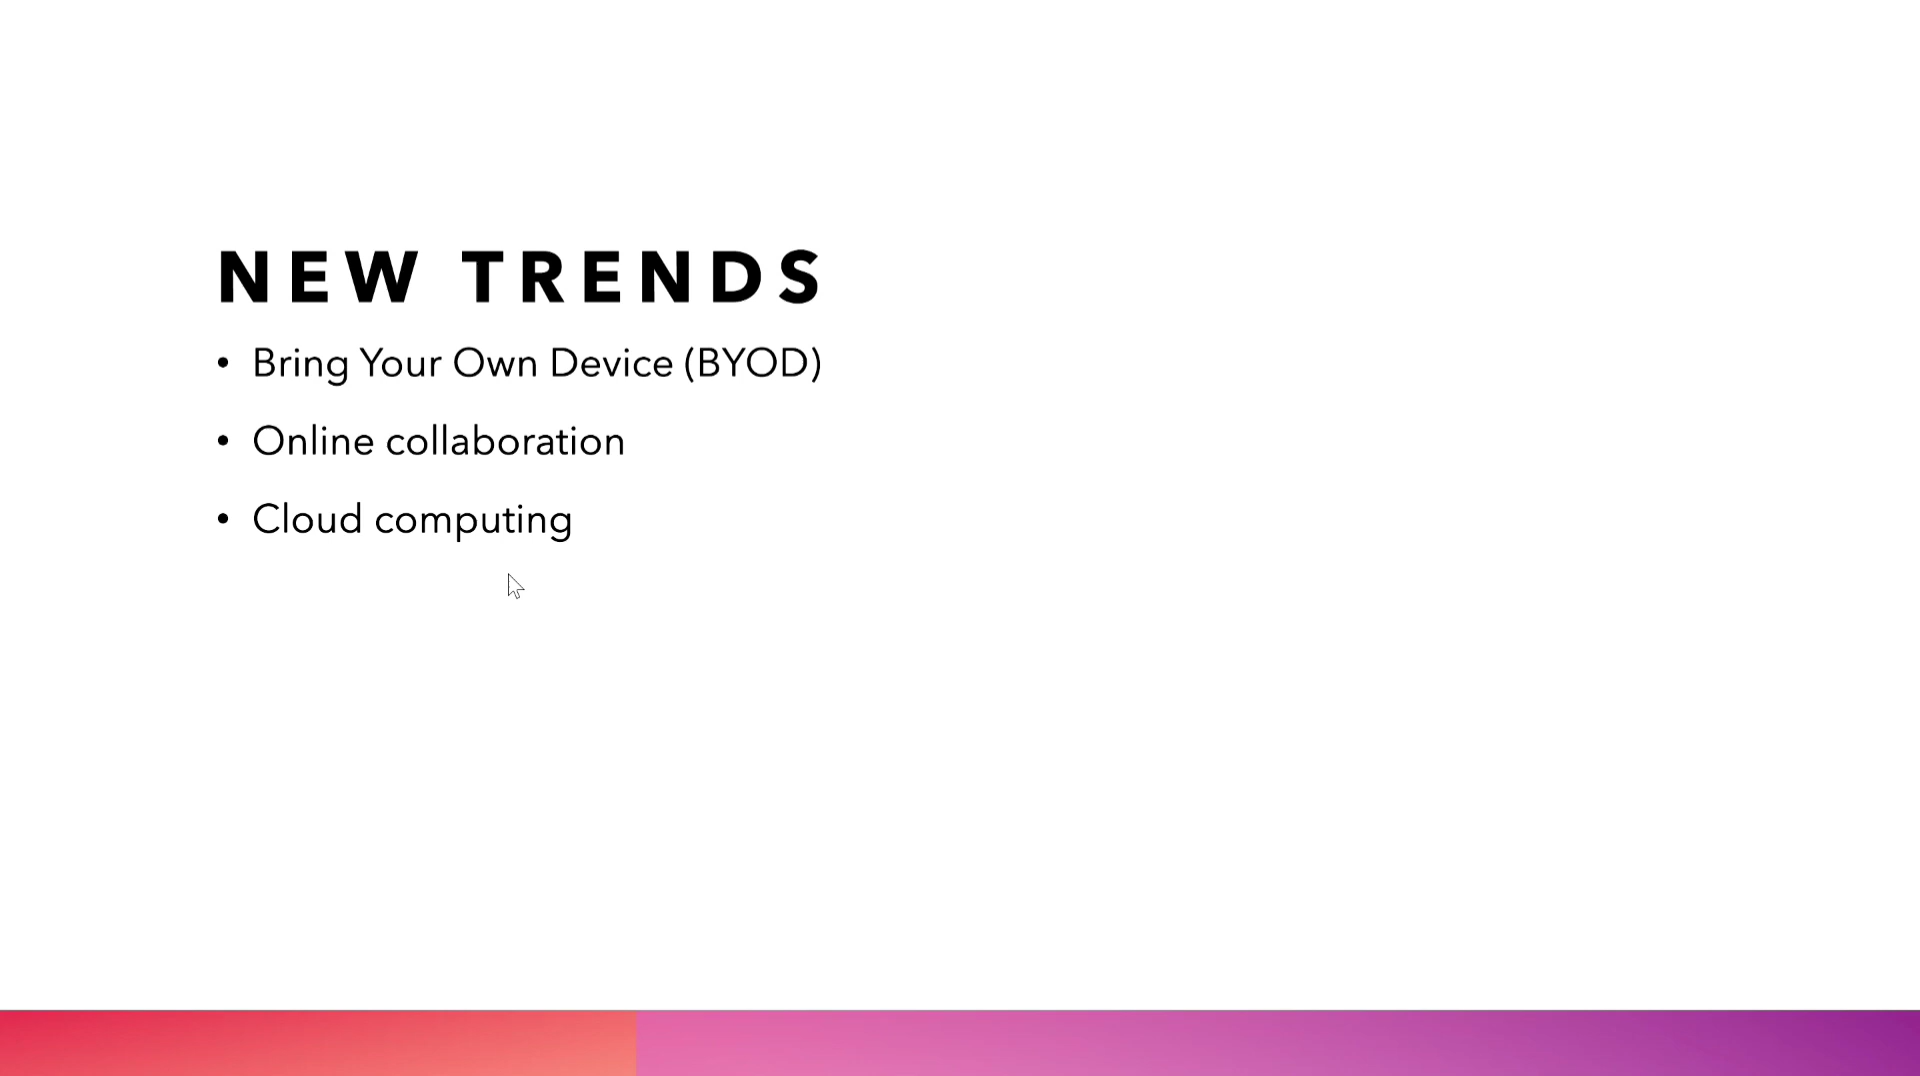 NEW TRENDS
• Bring Your Own Device (BYOD)
• Online collaboration
• Cloud computing